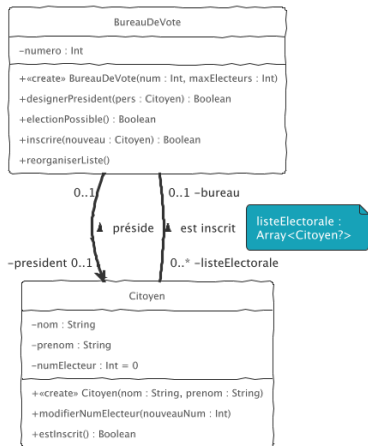 BureauDeVote
-numero : Int
+«create» BureauDeVote(num : Int, maxElecteurs : Int)
+designerPresident(pers : Citoyen) : Boolean
+electionPossible() : Boolean
+inscrire(nouveau : Citoyen) : Boolean
+reorganiserListe()
0..1 0..1 -bureau
préside est inscrit
listeElectorale :
Array<Citoyen?>
-president 0..1 0..* -listeElectorale
Citoyen
-nom : String
-prenom : String
-numElecteur : Int = 0
+«create» Citoyen(nom : String, prenom : String)
+modifierNumElecteur(nouveauNum : Int)
+estInscrit() : Boolean